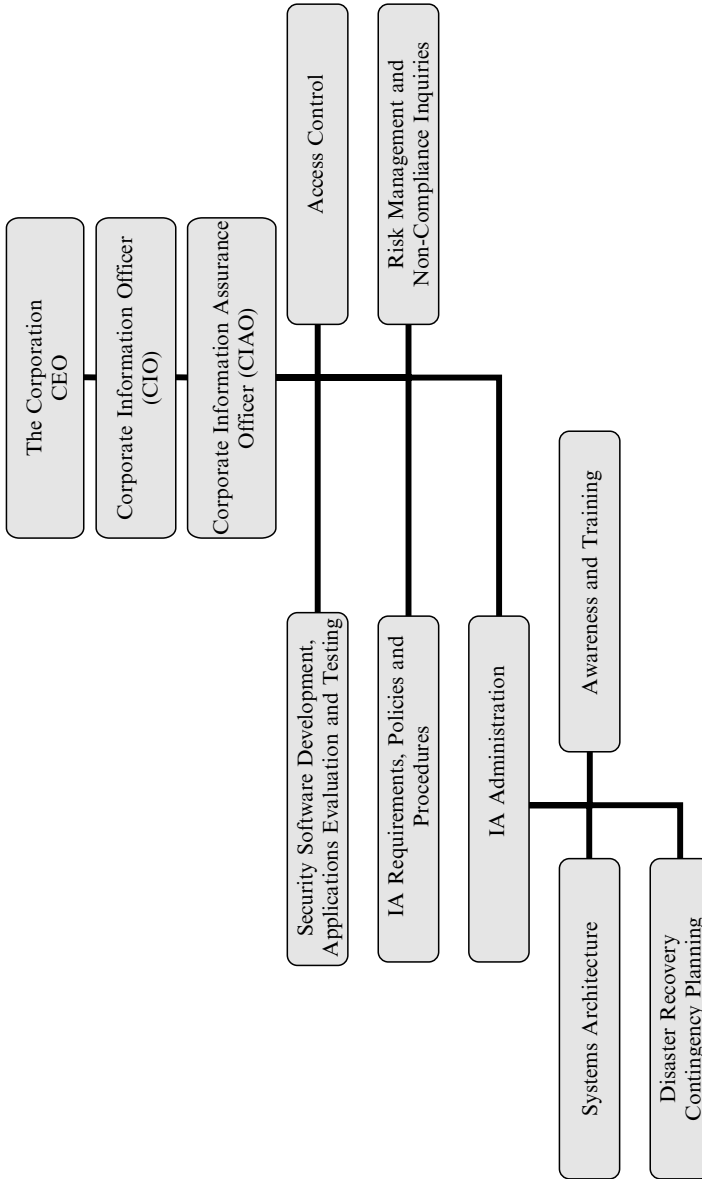 The Corporation
CEO
Corporate Information Officer
(CIO)
Corporate Information Assurance
Officer (CIAO)
Security Software Development,
Applications Evaluation and Testing
Access Control
IA Requirements, Policies and
Procedures
Risk Management and
Non-Compliance Inquiries
IA Administration
Systems Architecture
Awareness and Training
Disaster Recovery
Contingency Planning